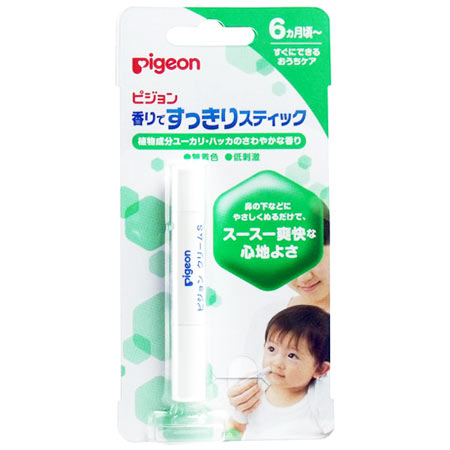 pigeon
6ヵ月頃～
すぐにできる
おうちケア
ピジョン
香りですっきりスティック
植物成分ユーカリ・ハッカのさわやかな香り
●無着色 ●低刺激
鼻の下などに
やさしくぬるだけで、
スースー爽快な
心地よさ
pigeon
ピジョン クリームS